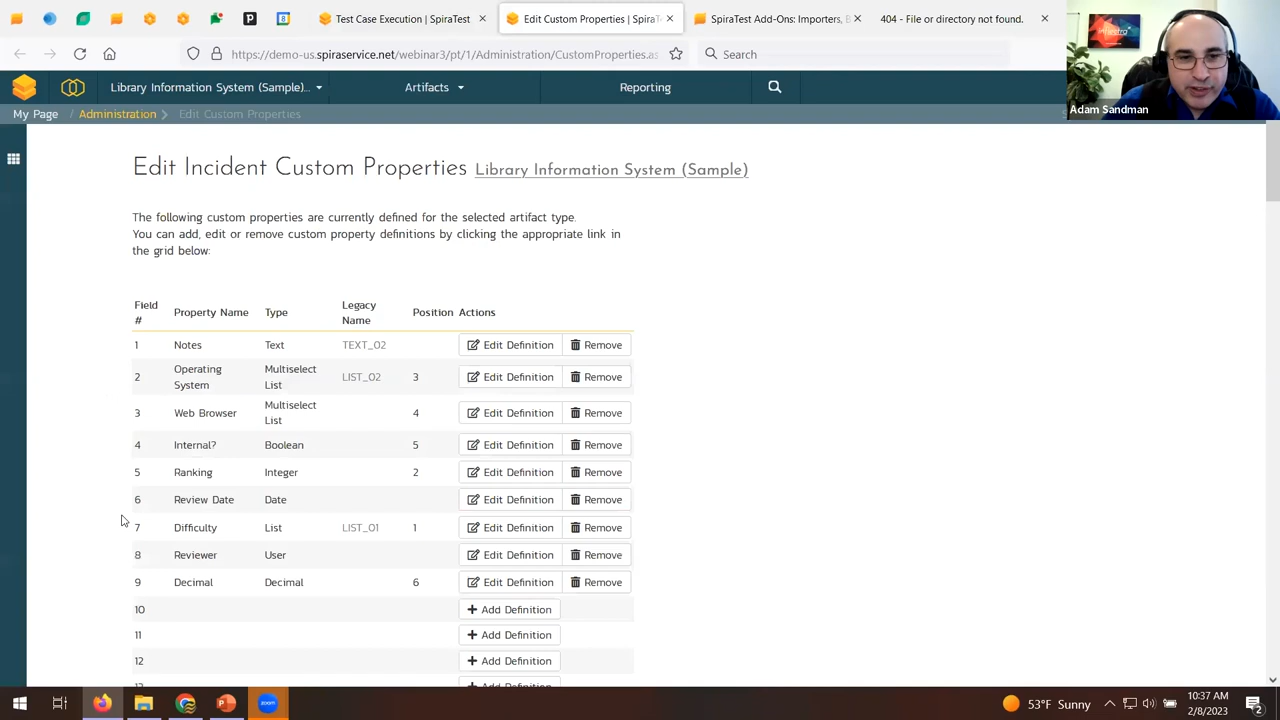 Test Case Execution | SpiraTest
Edit Custom Properties | SpiraT
SpiraTest Add-Ons: Importers, B
404 - File or directory not found.
https://demo-us.spiraservice.net/webinar3/pt/1/Administration/CustomProperties.as
Search
Adam Sandman
Library Information System (Sample)...
Artifacts
Reporting
My Page / Administration Edit Custom Properties
Edit Incident Custom Properties Library Information System (Sample)
The following custom properties are currently defined for the selected artifact type.
You can add, edit or remove custom property definitions by clicking the appropriate link in
the grid below:
Field # Property Name Type Legacy Name Position Actions
1 Notes Text TEXT_02 Edit Definition Remove
2 Operating System Multiselect List LIST_02 3 Edit Definition Remove
3 Web Browser Multiselect List 4 Edit Definition Remove
4 Internal? Boolean 5 Edit Definition Remove
5 Ranking Integer 2 Edit Definition Remove
6 Review Date Date Edit Definition Remove
7 Difficulty List LIST_01 1 Edit Definition Remove
8 Reviewer User Edit Definition Remove
9 Decimal Decimal 6 Edit Definition Remove
10 + Add Definition
11 + Add Definition
12 + Add Definition
zoom
53°F Sunny
10:37 AM
2/8/2023
2